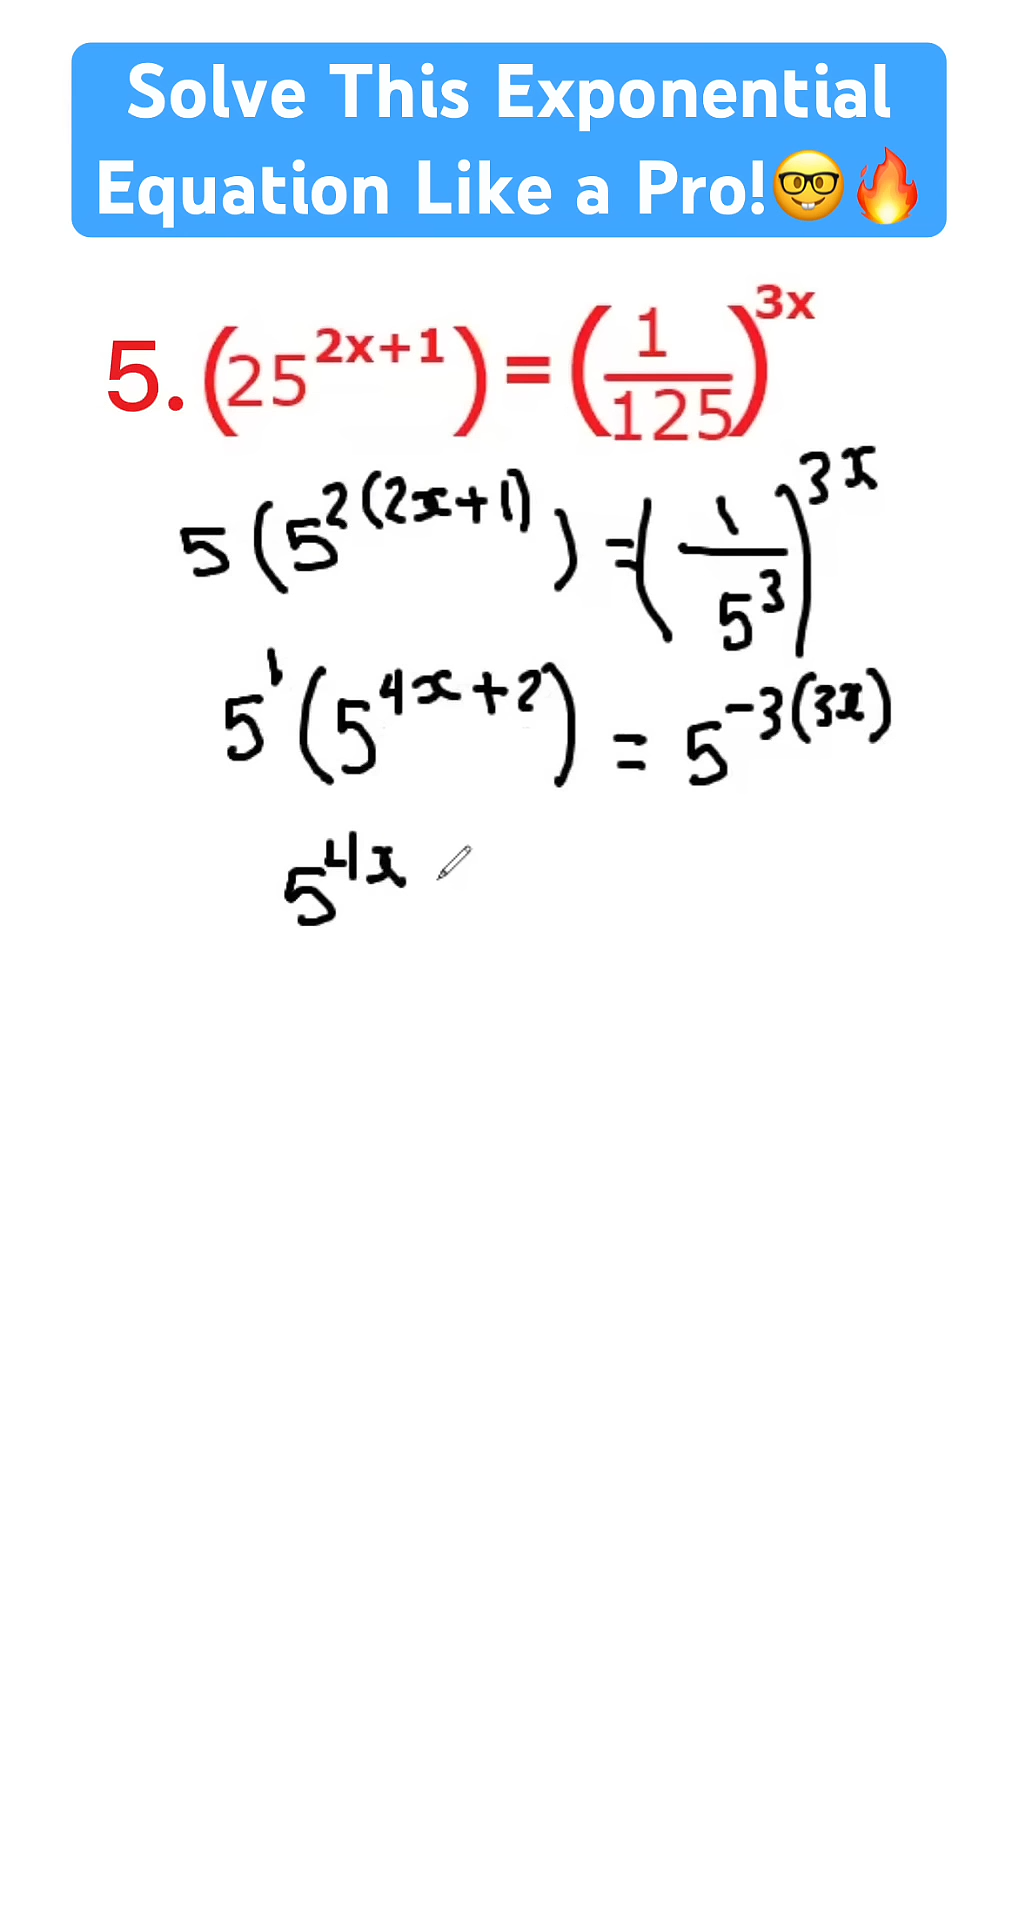 Solve This Exponential
Equation Like a Pro!🤓🔥
5.(25^(2x+1))=(1/125)^(3x)
5(5^(2(2x+1)))=(1/5^3)^(3x)
5^1(5^(4x+2))=5^(-3(3x))
5^(4x)